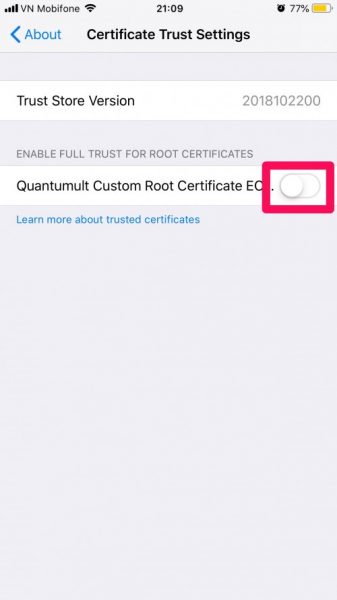 VN Mobifone 21:09 77%
About Certificate Trust Settings
Trust Store Version 2018102200
ENABLE FULL TRUST FOR ROOT CERTIFICATES
Quantumult Custom Root Certificate EC...
Learn more about trusted certificates